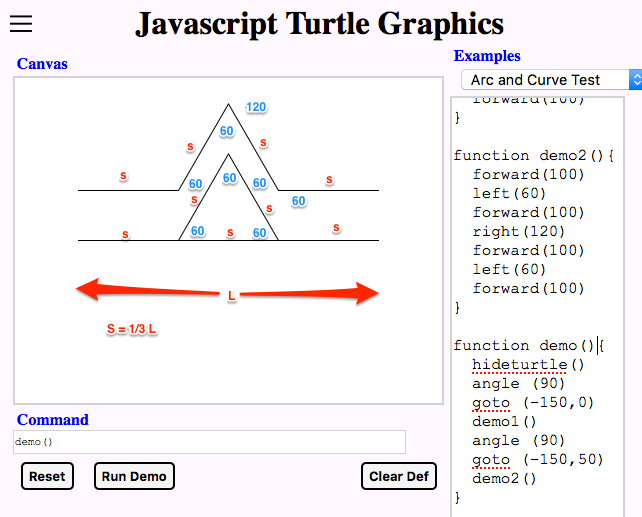 Javascript Turtle Graphics
Canvas
Examples
Arc and Curve Test
120
60
s
s
s
60
60
60
s
s
60
s
s
60
s
60
s
L
S = 1/3 L
forward(100)
}
function demo2(){
forward(100)
left(60)
forward(100)
right(120)
forward(100)
left(60)
forward(100)
}
function demo(){
hideturtle()
angle (90)
goto (-150,0)
demo1()
angle (90)
goto (-150,50)
demo2()
}
Command
demo()
Reset
Run Demo
Clear Def